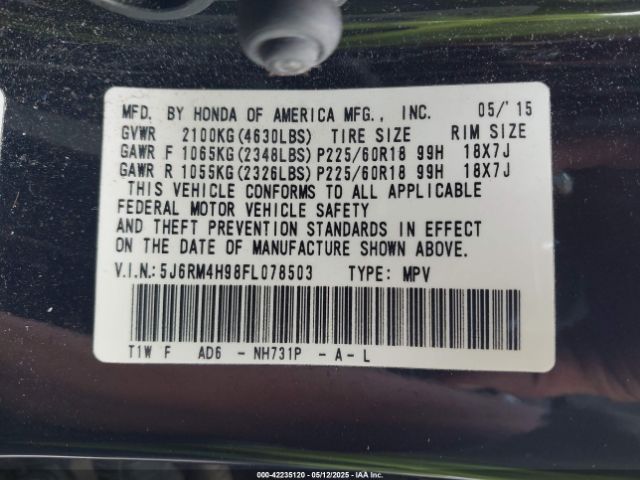 MFD. BY HONDA OF AMERICA MFG., INC. 05/'15
GVWR 2100KG(4630LBS) TIRE SIZE RIM SIZE
GAWR F 1065KG(2348LBS) P225/60R18 99H 18X7J
GAWR R 1055KG(2326LBS) P225/60R18 99H 18X7J
THIS VEHICLE CONFORMS TO ALL APPLICABLE
FEDERAL MOTOR VEHICLE SAFETY
AND THEFT PREVENTION STANDARDS IN EFFECT
ON THE DATE OF MANUFACTURE SHOWN ABOVE.
V.I.N.: 5J6RM4H98FL078503 TYPE: MPV
T1W F AD6 - NH731P - A - L
000-42235120 - 05/12/2025 - IAA Inc.